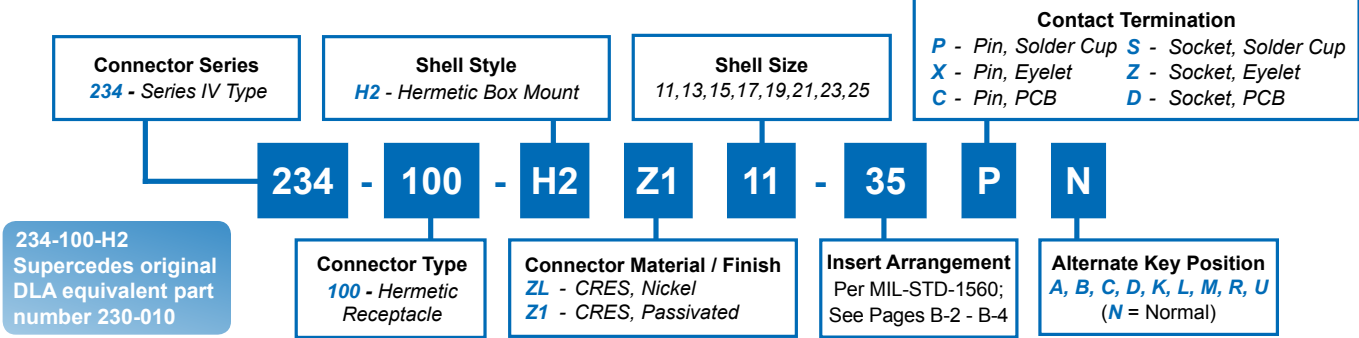 Connector Series
234 - Series IV Type
Shell Style
H2 - Hermetic Box Mount
Shell Size
11,13,15,17,19,21,23,25
Contact Termination
P - Pin, Solder Cup S - Socket, Solder Cup
X - Pin, Eyelet Z - Socket, Eyelet
C - Pin, PCB D - Socket, PCB
234 - 100 - H2 Z1 11 - 35 P N
234-100-H2
Supercedes original
DLA equivalent part
number 230-010
Connector Type
100 - Hermetic
Receptacle
Connector Material / Finish
ZL - CRES, Nickel
Z1 - CRES, Passivated
Insert Arrangement
Per MIL-STD-1560;
See Pages B-2 - B-4
Alternate Key Position
A, B, C, D, K, L, M, R, U
(N = Normal)